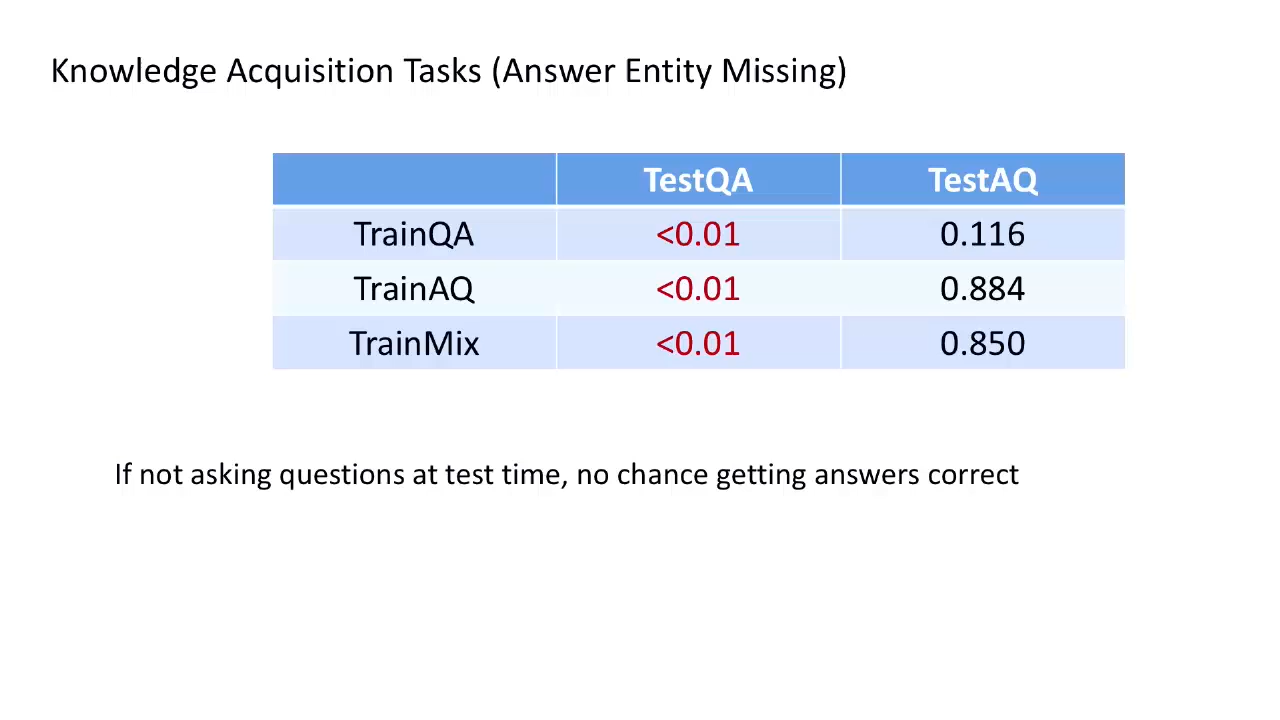 Knowledge Acquisition Tasks (Answer Entity Missing)
TestQA TestAQ
TrainQA <0.01 0.116
TrainAQ <0.01 0.884
TrainMix <0.01 0.850
If not asking questions at test time, no chance getting answers correct